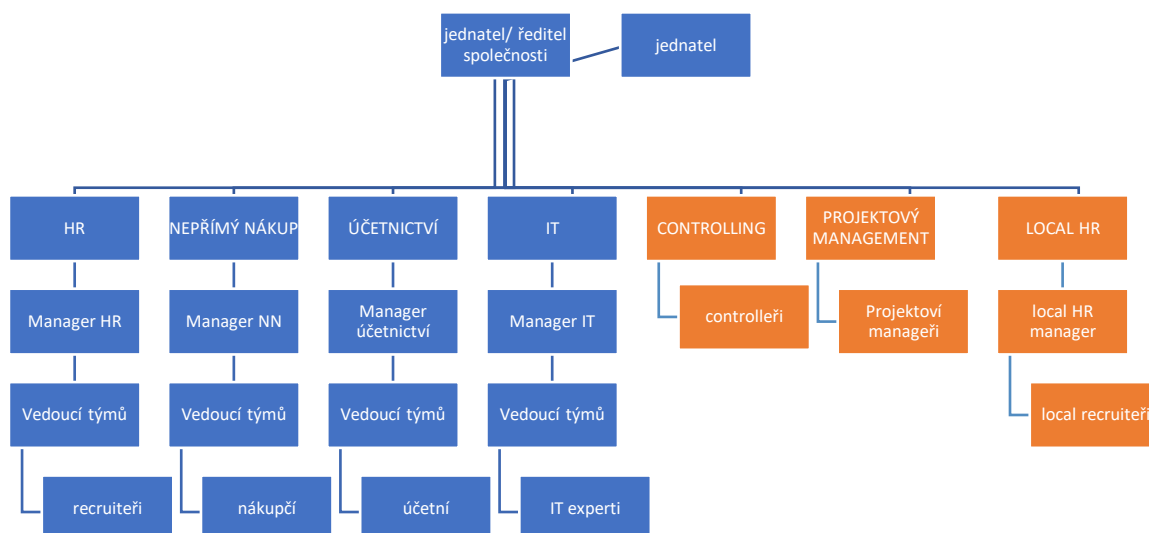 jednatel/ ředitel
společnosti
jednatel
HR
NEPŘÍMÝ NÁKUP
ÚČETNICTVÍ
IT
CONTROLLING
PROJEKTOVÝ
MANAGEMENT
LOCAL HR
Manager HR
Manager NN
Manager
účetnictví
Manager IT
controlleři
Projektoví
manageři
local HR
manager
Vedoucí týmů
Vedoucí týmů
Vedoucí týmů
Vedoucí týmů
local recruiteři
recruiteři
nákupčí
účetní
IT experti